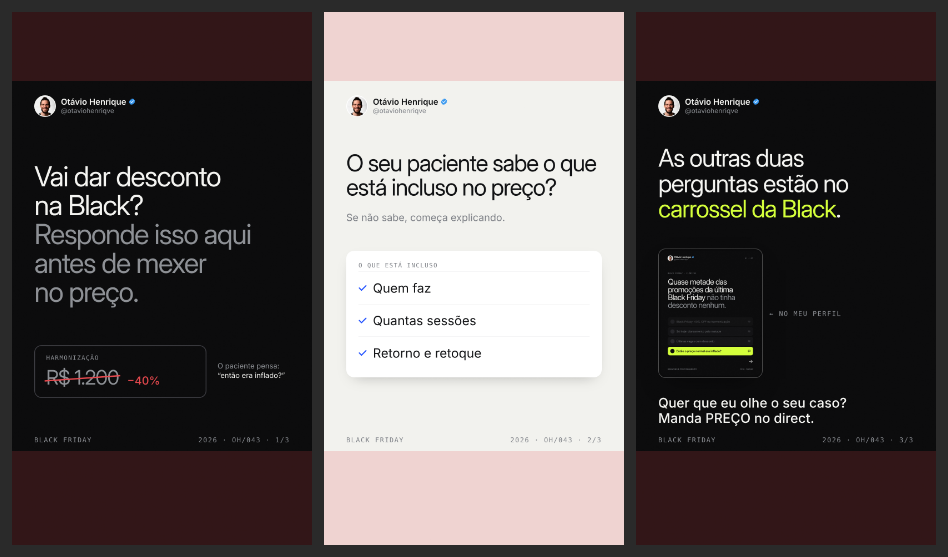 Otávio Henrique
@otaviohenriqve
Vai dar desconto
na Black?
Responde isso aqui
antes de mexer
no preço.
HARMONIZAÇÃO
R$ 1.200 −40%
O paciente pensa:
“então era inflado?”
BLACK FRIDAY 2026 · OH/043 · 1/3
Otávio Henrique
@otaviohenriqve
O seu paciente sabe o que
está incluso no preço?
Se não sabe, começa explicando.
O QUE ESTÁ INCLUSO
Quem faz
Quantas sessões
Retorno e retoque
BLACK FRIDAY 2026 · OH/043 · 2/3
Otávio Henrique
@otaviohenriqve
As outras duas
perguntas estão no
carrossel da Black.
Quase metade das
promoções da última
Black Friday não tinha
desconto nenhum.
← NO MEU PERFIL
Quer que eu olhe o seu caso?
Manda PREÇO no direct.
BLACK FRIDAY 2026 · OH/043 · 3/3